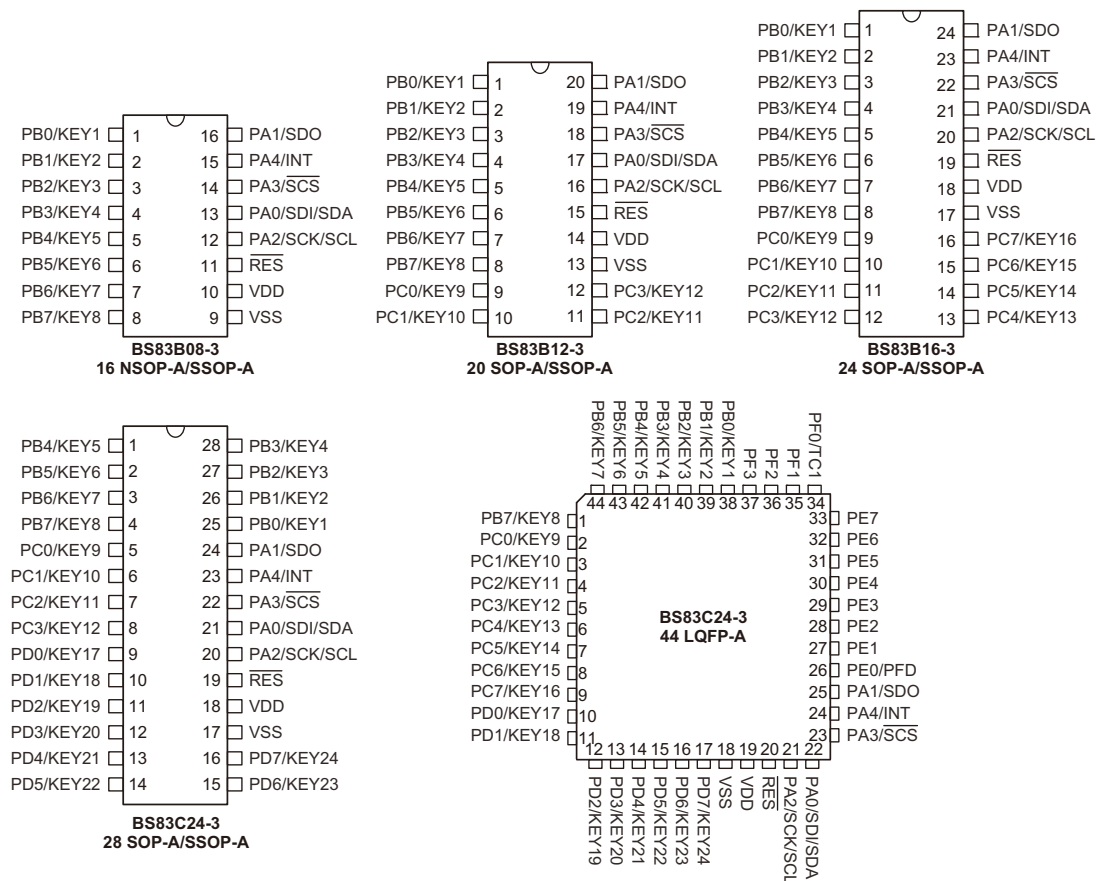 PB0/KEY1 1 16 PA1/SDO
PB1/KEY2 2 15 PA4/INT
PB2/KEY3 3 14 PA3/SCS
PB3/KEY4 4 13 PA0/SDI/SDA
PB4/KEY5 5 12 PA2/SCK/SCL
PB5/KEY6 6 11 RES
PB6/KEY7 7 10 VDD
PB7/KEY8 8 9 VSS
BS83B08-3
16 NSOP-A/SSOP-A
PB0/KEY1 1 20 PA1/SDO
PB1/KEY2 2 19 PA4/INT
PB2/KEY3 3 18 PA3/SCS
PB3/KEY4 4 17 PA0/SDI/SDA
PB4/KEY5 5 16 PA2/SCK/SCL
PB5/KEY6 6 15 RES
PB6/KEY7 7 14 VDD
PB7/KEY8 8 13 VSS
PC0/KEY9 9 12 PC3/KEY12
PC1/KEY10 10 11 PC2/KEY11
BS83B12-3
20 SOP-A/SSOP-A
PB0/KEY1 1 24 PA1/SDO
PB1/KEY2 2 23 PA4/INT
PB2/KEY3 3 22 PA3/SCS
PB3/KEY4 4 21 PA0/SDI/SDA
PB4/KEY5 5 20 PA2/SCK/SCL
PB5/KEY6 6 19 RES
PB6/KEY7 7 18 VDD
PB7/KEY8 8 17 VSS
PC0/KEY9 9 16 PC7/KEY16
PC1/KEY10 10 15 PC6/KEY15
PC2/KEY11 11 14 PC5/KEY14
PC3/KEY12 12 13 PC4/KEY13
BS83B16-3
24 SOP-A/SSOP-A
PB4/KEY5 1 28 PB3/KEY4
PB5/KEY6 2 27 PB2/KEY3
PB6/KEY7 3 26 PB1/KEY2
PB7/KEY8 4 25 PB0/KEY1
PC0/KEY9 5 24 PA1/SDO
PC1/KEY10 6 23 PA4/INT
PC2/KEY11 7 22 PA3/SCS
PC3/KEY12 8 21 PA0/SDI/SDA
PD0/KEY17 9 20 PA2/SCK/SCL
PD1/KEY18 10 19 RES
PD2/KEY19 11 18 VDD
PD3/KEY20 12 17 VSS
PD4/KEY21 13 16 PD7/KEY24
PD5/KEY22 14 15 PD6/KEY23
BS83C24-3
28 SOP-A/SSOP-A
PB6/KEY7 PB5/KEY6 PB4/KEY5 PB3/KEY4 PB2/KEY3 PB1/KEY2 PB0/KEY1 PF3 PF2 PF1 PF0/TC1
44 43 42 41 40 39 38 37 36 35 34
PB7/KEY8 1 33 PE7
PC0/KEY9 2 32 PE6
PC1/KEY10 3 31 PE5
PC2/KEY11 4 30 PE4
PC3/KEY12 5 29 PE3
PC4/KEY13 6 28 PE2
PC5/KEY14 7 27 PE1
PC6/KEY15 8 26 PE0/PFD
PC7/KEY16 9 25 PA1/SDO
PD0/KEY17 10 24 PA4/INT
PD1/KEY18 11 23 PA3/SCS
BS83C24-3
44 LQFP-A
12 13 14 15 16 17 18 19 20 21 22
PD2/KEY19 PD3/KEY20 PD4/KEY21 PD5/KEY22 PD6/KEY23 PD7/KEY24 VSS VDD RES PA2/SCK/SCL PA0/SDI/SDA